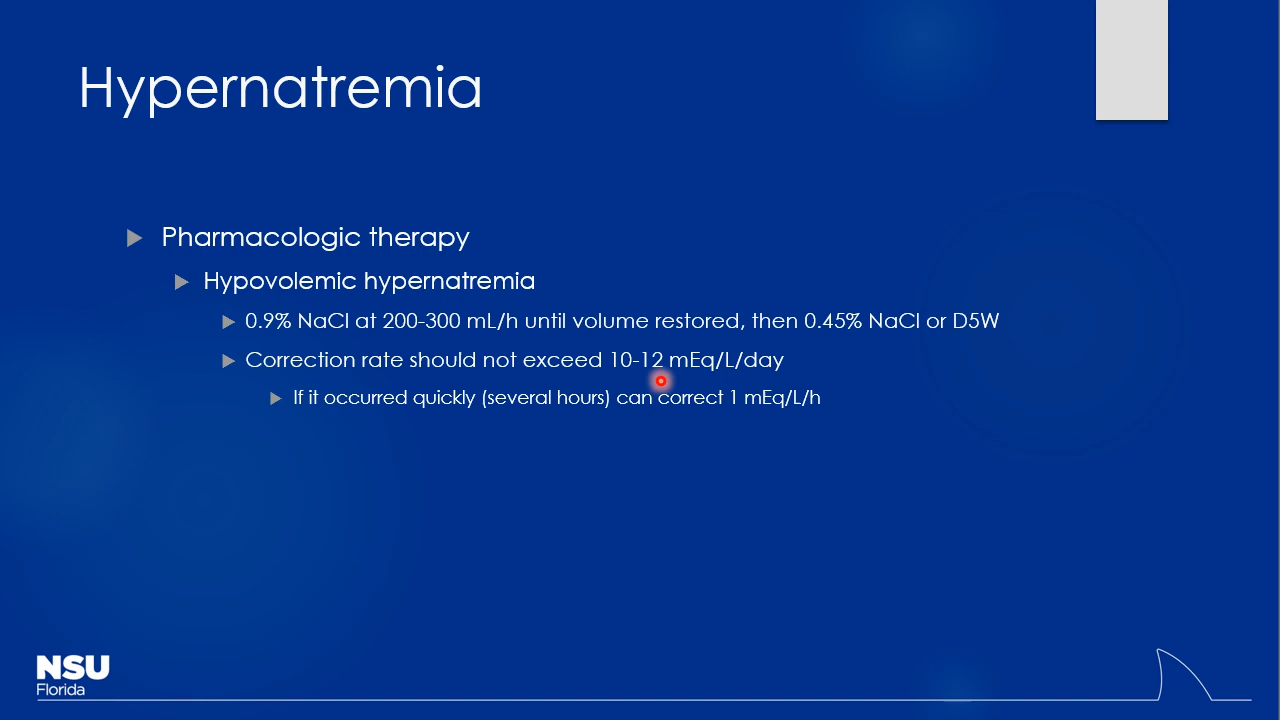 Hypernatremia
Pharmacologic therapy
Hypovolemic hypernatremia
0.9% NaCl at 200-300 mL/h until volume restored, then 0.45% NaCl or D5W
Correction rate should not exceed 10-12 mEq/L/day
If it occurred quickly (several hours) can correct 1 mEq/L/h
NSU
Florida